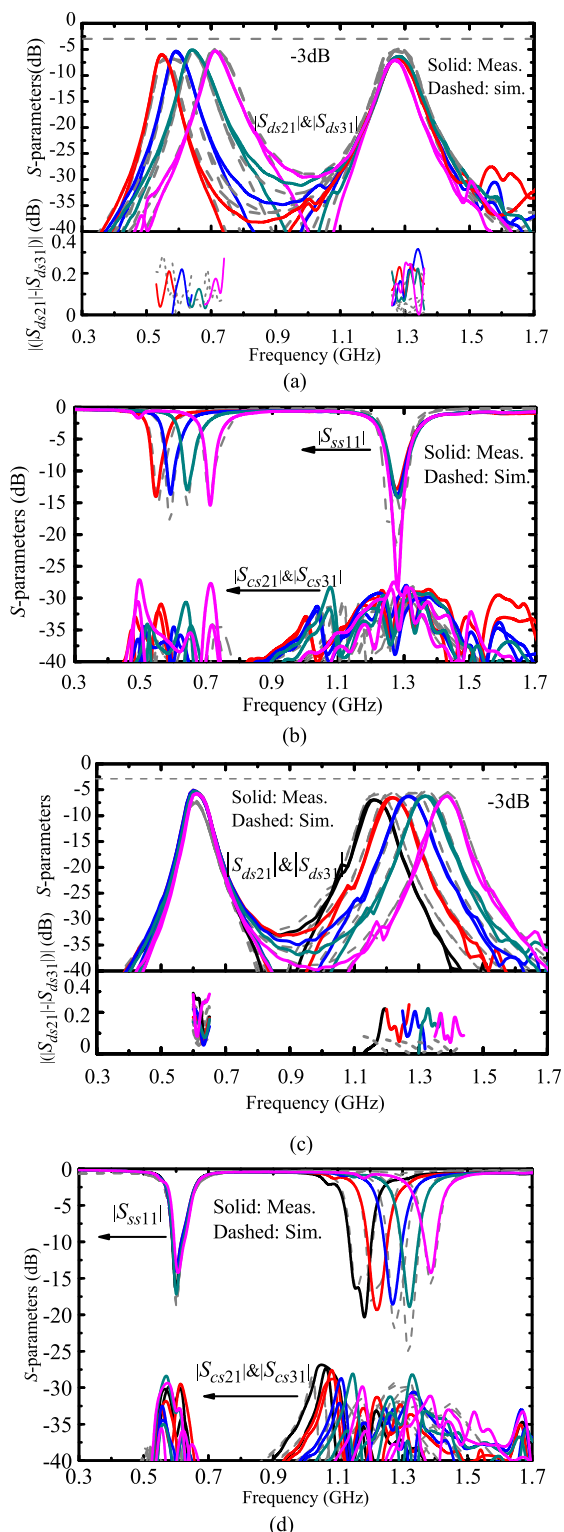 0
-5
-10
-15
-20
-25
-30
-35
-40
S-parameters(dB)
-3dB
Solid: Meas.
Dashed: sim.
|Sds21|&|Sds31|
|(|Sds21|-|Sds31|)| (dB)
0.4
0.2
0
0.3 0.5 0.7 0.9 1.1 1.3 1.5 1.7
Frequency (GHz)
(a)
0
-5
-10
-15
-20
-25
-30
-35
-40
S-parameters (dB)
|Sss11|
Solid: Meas.
Dashed: Sim.
|Scs21|&|Scs31|
0.3 0.5 0.7 0.9 1.1 1.3 1.5 1.7
Frequency (GHz)
(b)
0
-5
-10
-15
-20
-25
-30
-35
-40
S-parameters
Solid: Meas.
Dashed: Sim.
-3dB
|Sds21|&|Sds31|
|(|Sds21|-|Sds31|)| (dB)
0.4
0.2
0
0.3 0.5 0.7 0.9 1.1 1.3 1.5 1.7
Frequency (GHz)
(c)
0
-5
-10
-15
-20
-25
-30
-35
-40
S-parameters (dB)
|Sss11|
Solid: Meas.
Dashed: Sim.
|Scs21|&|Scs31|
0.3 0.5 0.7 0.9 1.1 1.3 1.5 1.7
Frequency (GHz)
(d)